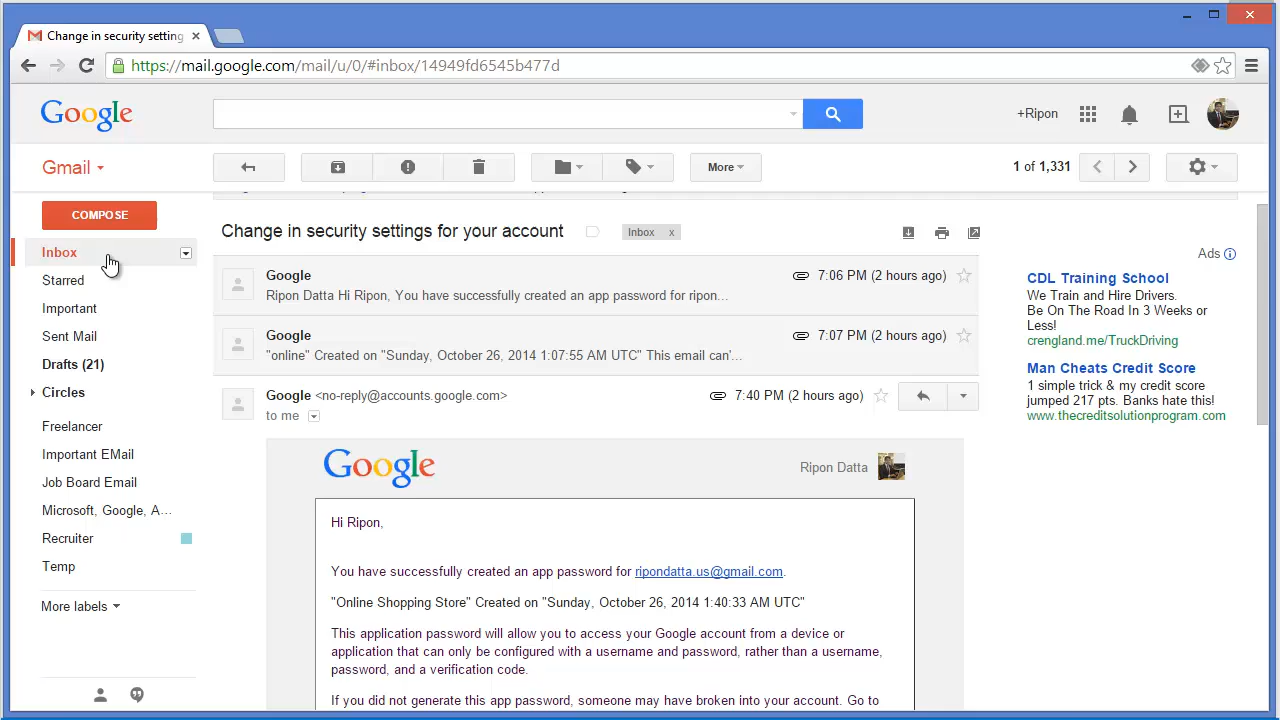 Change in security setting
https://mail.google.com/mail/u/0/#inbox/14949fd6545b477d
Google
+Ripon
Gmail
More
1 of 1,331
COMPOSE
Inbox
Starred
Important
Sent Mail
Drafts (21)
Circles
Freelancer
Important EMail
Job Board Email
Microsoft, Google, A...
Recruiter
Temp
More labels
Change in security settings for your account
Inbox x
Google
7:06 PM (2 hours ago)
Ripon Datta Hi Ripon, You have successfully created an app password for ripon...
Google
7:07 PM (2 hours ago)
"online" Created on "Sunday, October 26, 2014 1:07:55 AM UTC" This email can'...
Google <no-reply@accounts.google.com>
7:40 PM (2 hours ago)
to me
Google
Ripon Datta
Hi Ripon,
You have successfully created an app password for ripondatta.us@gmail.com.
"Online Shopping Store" Created on "Sunday, October 26, 2014 1:40:33 AM UTC"
This application password will allow you to access your Google account from a device or
application that can only be configured with a username and password, rather than a username,
password, and a verification code.
If you did not generate this app password, someone may have broken into your account. Go to
Ads
CDL Training School
We Train and Hire Drivers.
Be On The Road In 3 Weeks or
Less!
crengland.me/TruckDriving
Man Cheats Credit Score
1 simple trick & my credit score
jumped 217 pts. Banks hate this!
www.thecreditsolutionprogram.com